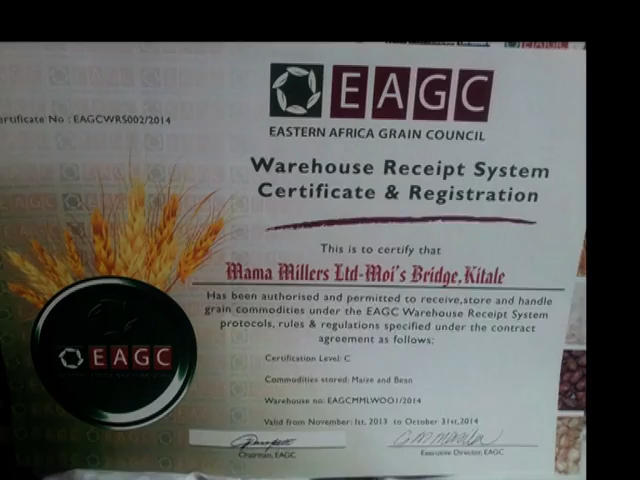 EAGC
EASTERN AFRICA GRAIN COUNCIL
ertificate No : EAGCWRS002/2014
Warehouse Receipt System
Certificate & Registration
This is to certify that
Mama Millers Ltd-Moi's Bridge,Kitale
Has been authorised and permitted to receive,store and handle
grain commodities under the EAGC Warehouse Receipt System
protocols, rules & regulations specified under the contract
agreement as follows;
Certification Level: C
Commodities stored: Maize and Bean
Warehouse no: EAGCMMLWOO1/2014
Valid from November: 1st, 2013 to October 31st,2014
EAGC
Chairman, EAGC
Executive Director, EAGC